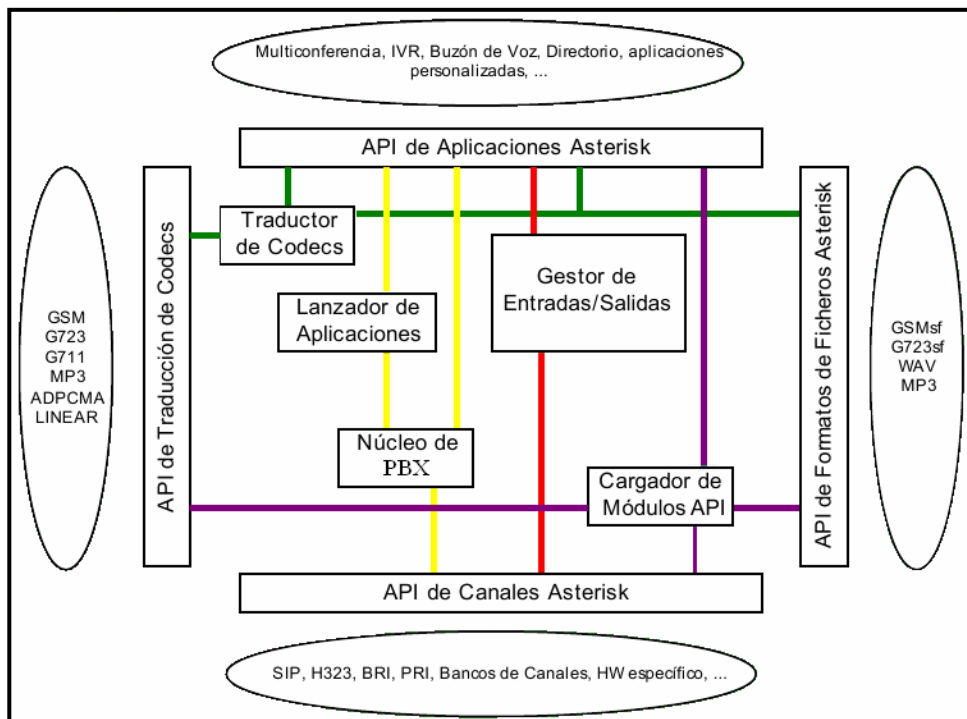 Multiconferencia, IVR, Buzón de Voz, Directorio, aplicaciones
personalizadas, ...
API de Aplicaciones Asterisk
Traductor
de Codecs
Gestor de
Entradas/Salidas
Lanzador de
Aplicaciones
Núcleo de
PBX
Cargador de
Módulos API
API de Traducción de Codecs
API de Formatos de Ficheros Asterisk
GSM
G723
G711
MP3
ADPCMA
LINEAR
GSMsf
G723sf
WAV
MP3
API de Canales Asterisk
SIP, H323, BRI, PRI, Bancos de Canales, HW específico, ...